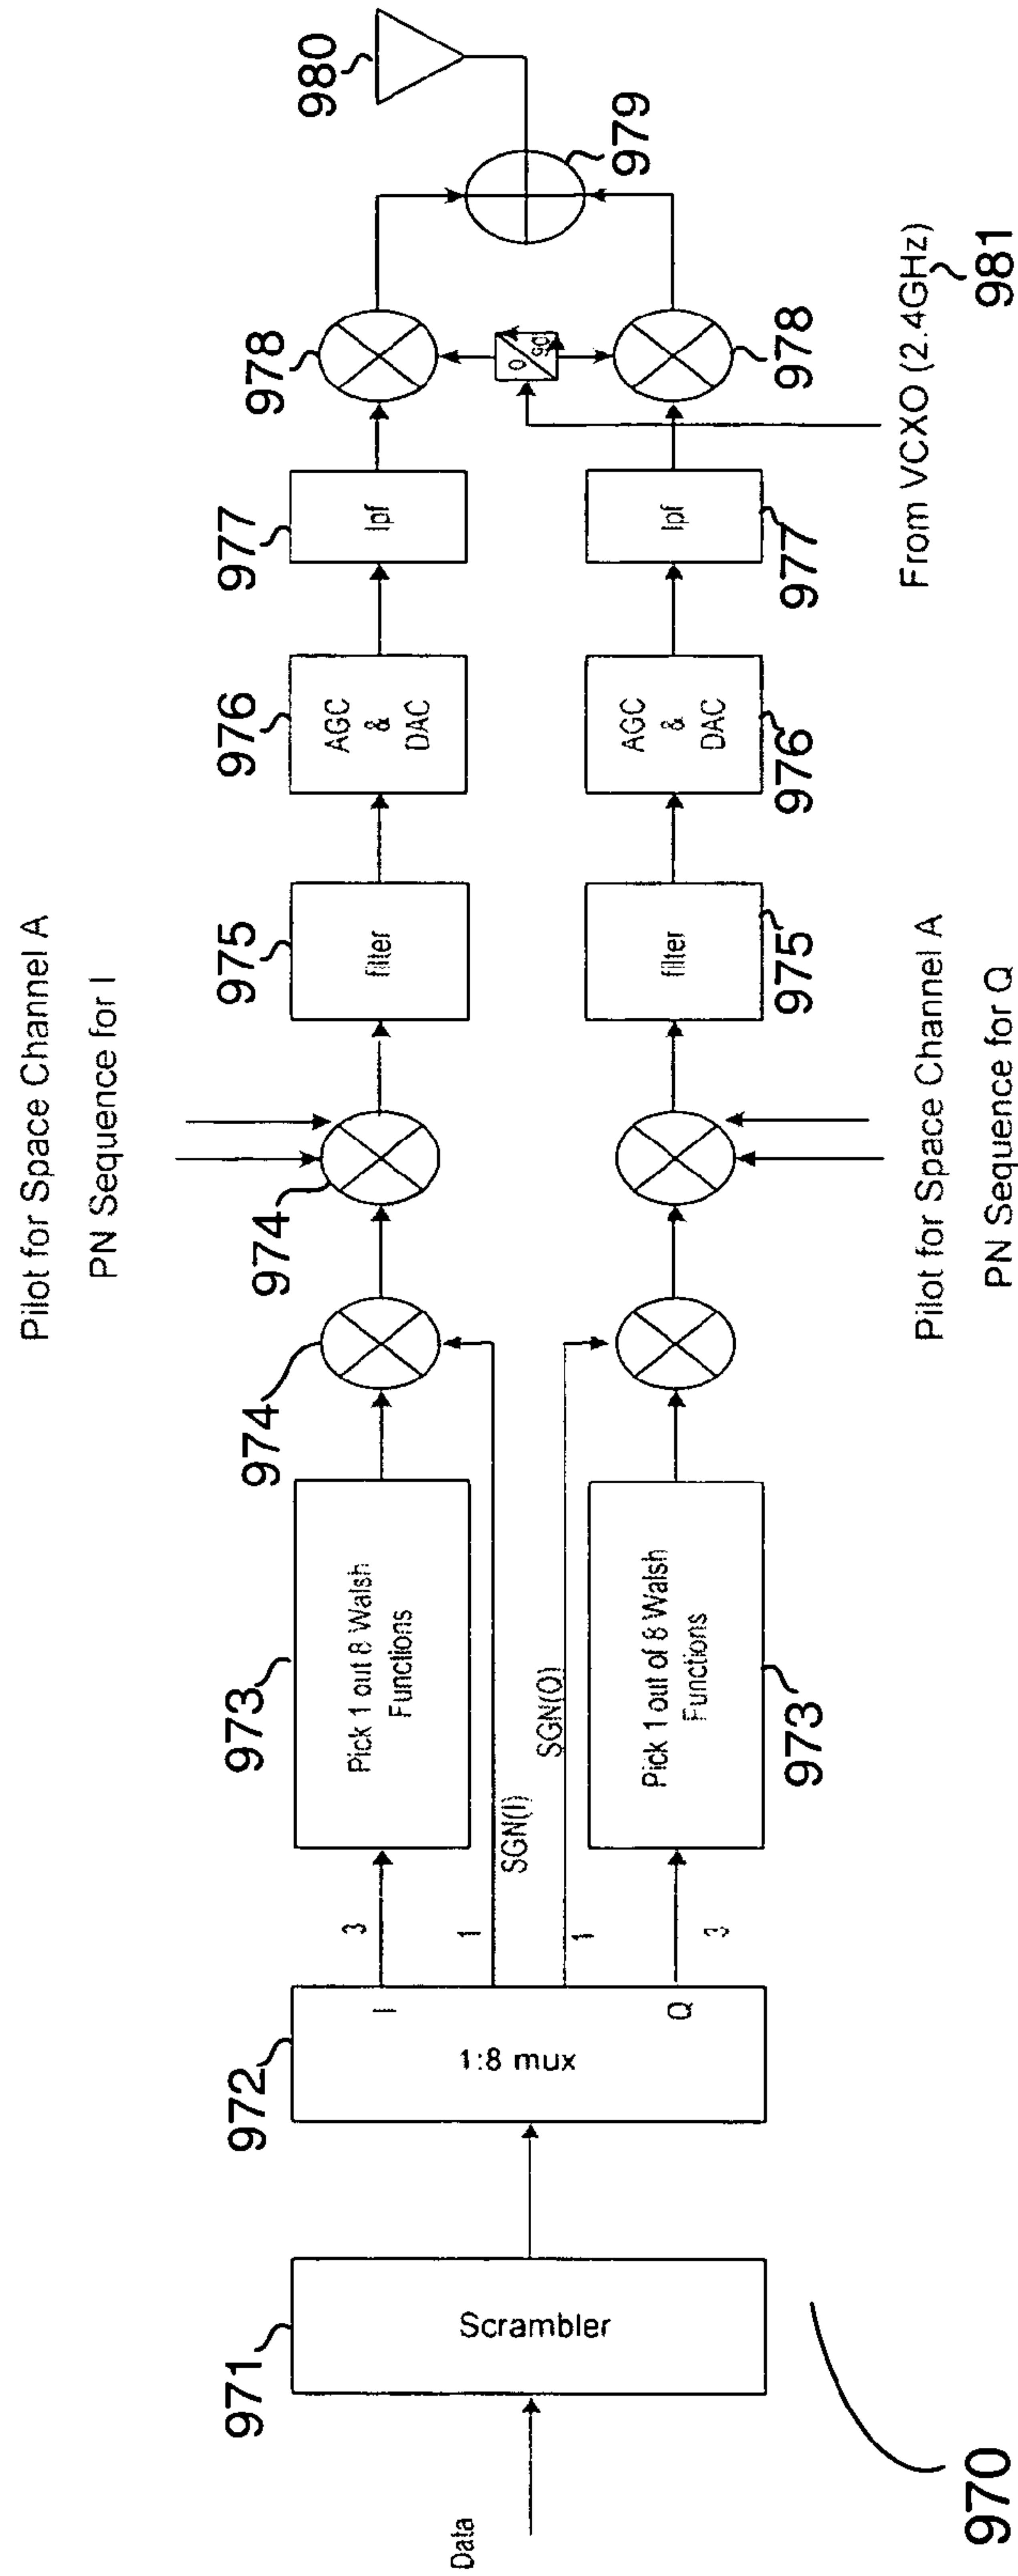 Pilot for Space Channel A
PN Sequence for I
971
972
973
974
974
975
976
977
978
980
Data
Scrambler
1:8 mux
I
Q
3
1
1
3
SGN(I)
SGN(Q)
Pick 1 out 8 Walsh
Functions
Pick 1 out of 8 Walsh
Functions
filter
filter
AGC
&
DAC
AGC
&
DAC
lpf
lpf
0
979
973
975
976
977
978
From VCXO (2.4GHz)
981
Pilot for Space Channel A
PN Sequence for Q
970